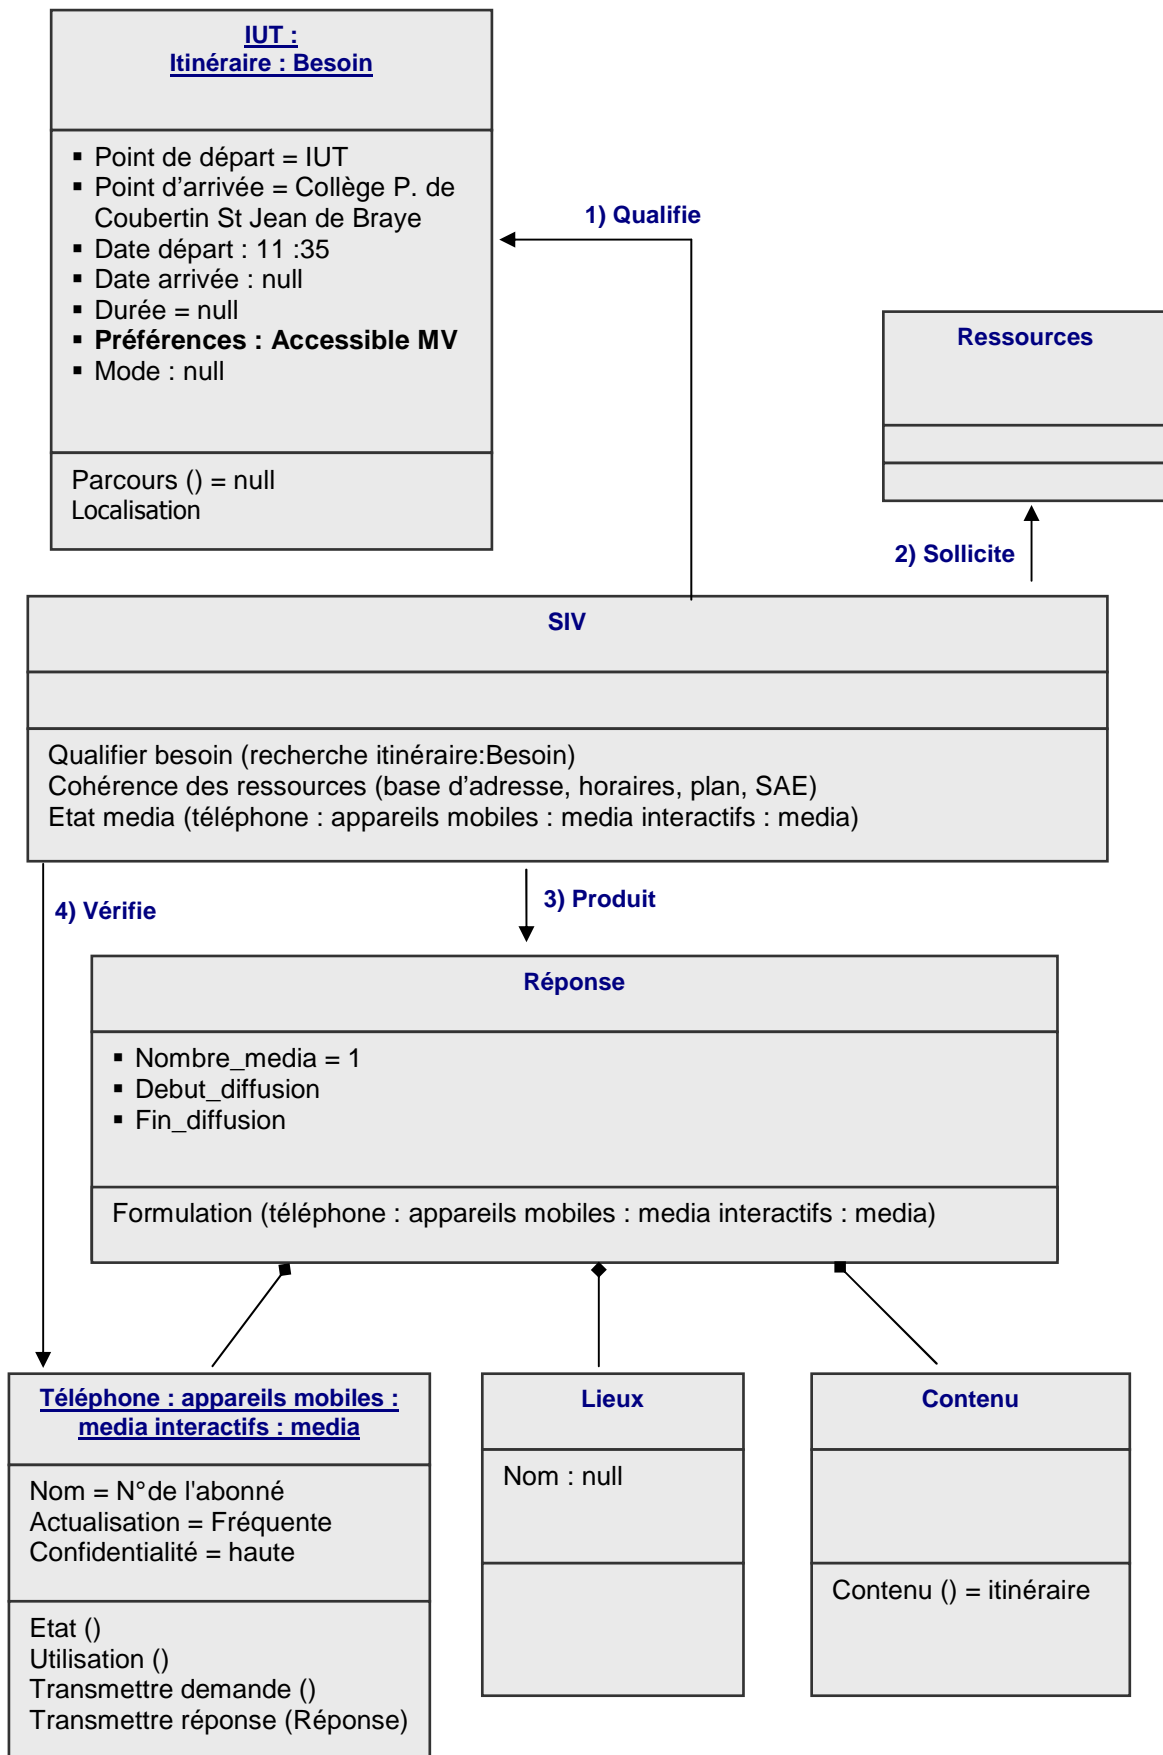 IUT :
Itinéraire : Besoin
▪ Point de départ = IUT
▪ Point d'arrivée = Collège P. de
Coubertin St Jean de Braye
▪ Date départ : 11 :35
▪ Date arrivée : null
▪ Durée = null
▪ Préférences : Accessible MV
▪ Mode : null
Parcours () = null
Localisation
1) Qualifie
Ressources
2) Sollicite
SIV
Qualifier besoin (recherche itinéraire:Besoin)
Cohérence des ressources (base d'adresse, horaires, plan, SAE)
Etat media (téléphone : appareils mobiles : media interactifs : media)
4) Vérifie
3) Produit
Réponse
▪ Nombre_media = 1
▪ Debut_diffusion
▪ Fin_diffusion
Formulation (téléphone : appareils mobiles : media interactifs : media)
Téléphone : appareils mobiles :
media interactifs : media
Nom = N°de l'abonné
Actualisation = Fréquente
Confidentialité = haute
Etat ()
Utilisation ()
Transmettre demande ()
Transmettre réponse (Réponse)
Lieux
Nom : null
Contenu
Contenu () = itinéraire